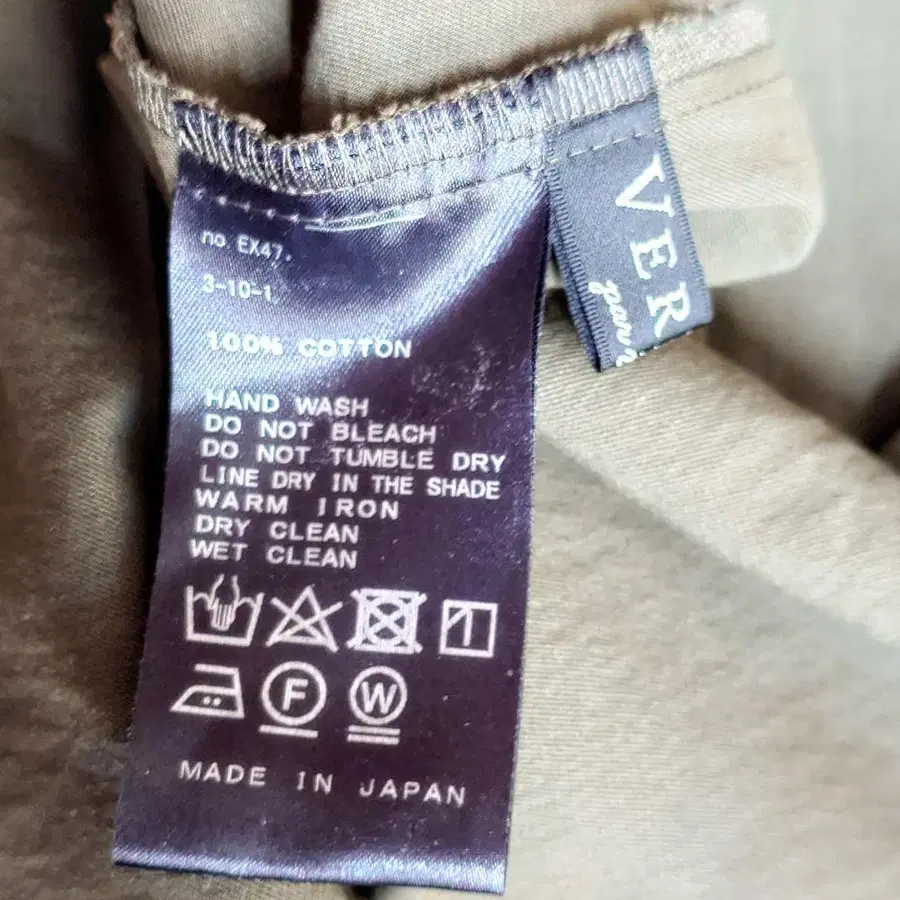 no. EX47.
3-10-1
100% COTTON
HAND WASH
DO NOT BLEACH
DO NOT TUMBLE DRY
LINE DRY IN THE SHADE
WARM IRON
DRY CLEAN
WET CLEAN
F
W
MADE IN JAPAN
VER